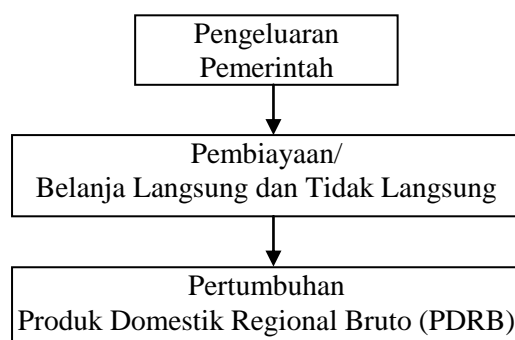 Pengeluaran
Pemerintah
Pembiayaan/
Belanja Langsung dan Tidak Langsung
Pertumbuhan
Produk Domestik Regional Bruto (PDRB)